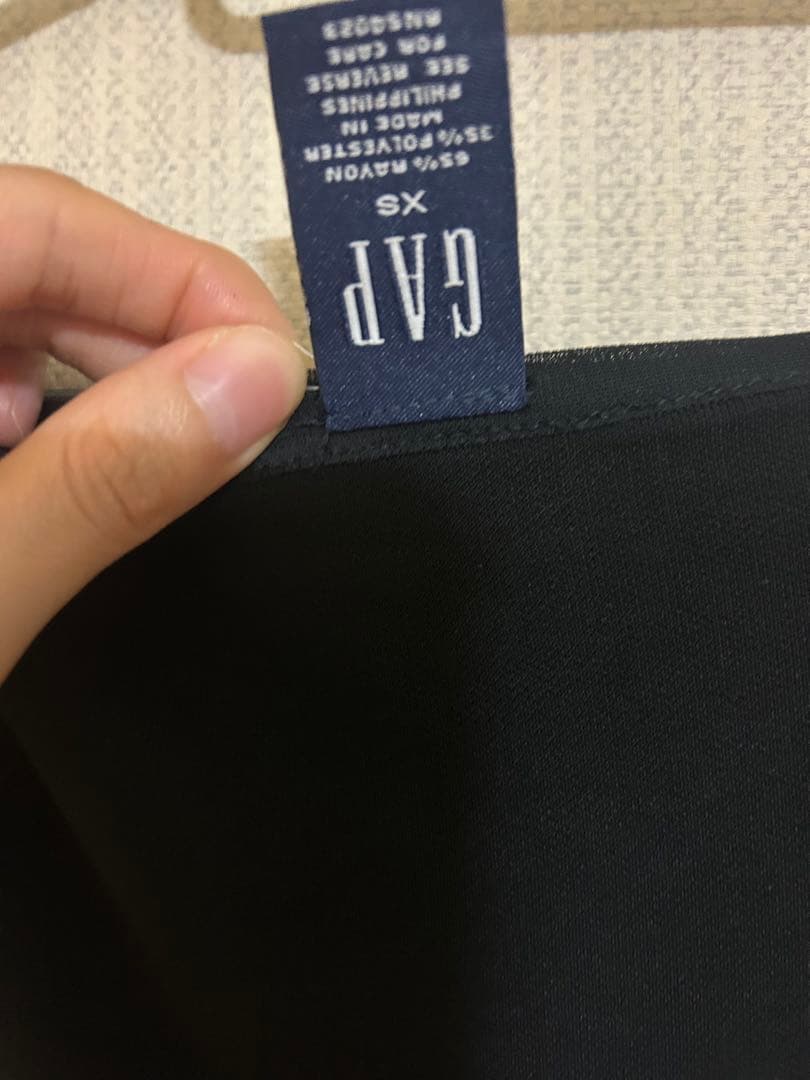 GAP
XS
65% RAYON
35% POLYESTER
MADE IN
PHILIPPINES
SEE REVERSE
FOR CARE
RN54023